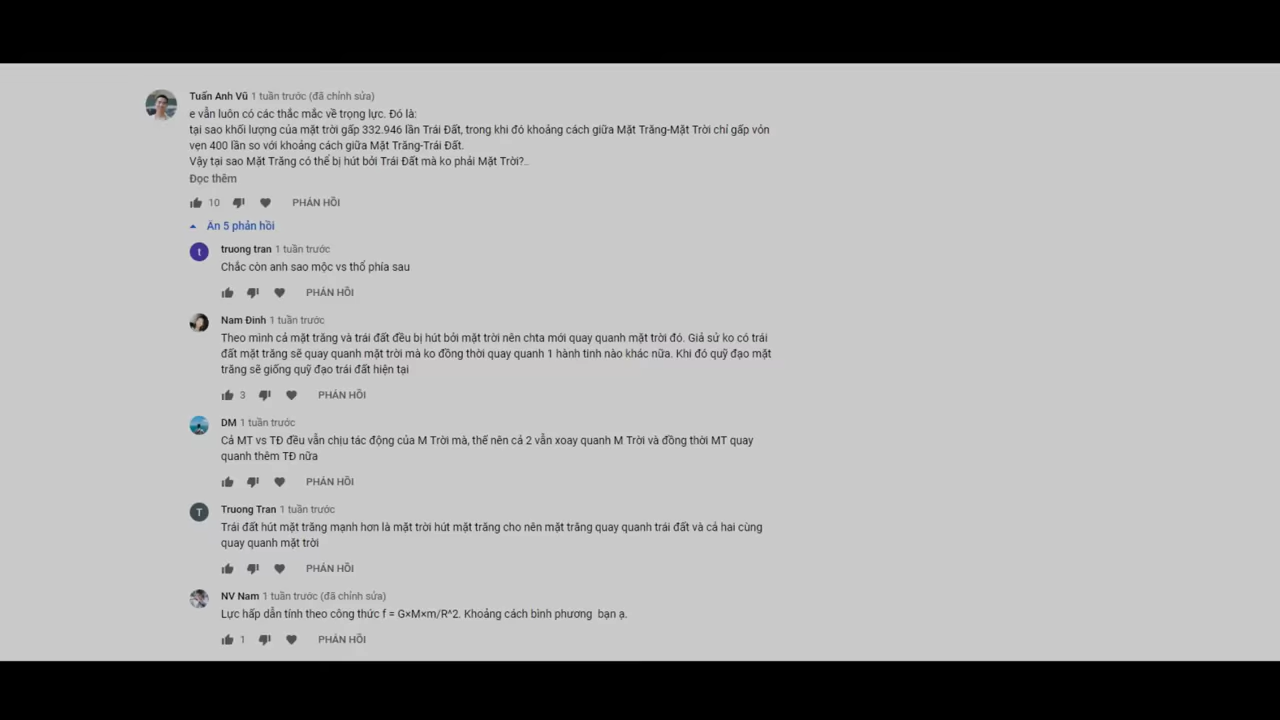 Tuấn Anh Vũ 1 tuần trước (đã chỉnh sửa)
e vẫn luôn có các thắc mắc về trọng lực. Đó là:
tại sao khối lượng của mặt trời gấp 332.946 lần Trái Đất, trong khi đó khoảng cách giữa Mặt Trăng-Mặt Trời chỉ gấp vỏn
vẹn 400 lần so với khoảng cách giữa Mặt Trăng-Trái Đất.
Vậy tại sao Mặt Trăng có thể bị hút bởi Trái Đất mà ko phải Mặt Trời?..
Đọc thêm
10 PHẢN HỒI
Ẩn 5 phản hồi
t
truong tran 1 tuần trước
Chắc còn anh sao mộc vs thổ phía sau
PHẢN HỒI
Nam Đinh 1 tuần trước
Theo mình cả mặt trăng và trái đất đều bị hút bởi mặt trời nên chta mới quay quanh mặt trời đó. Giả sử ko có trái
đất mặt trăng sẽ quay quanh mặt trời mà ko đồng thời quay quanh 1 hành tinh nào khác nữa. Khi đó quỹ đạo mặt
trăng sẽ giống quỹ đạo trái đất hiện tại
3 PHẢN HỒI
DM 1 tuần trước
Cả MT vs TĐ đều vẫn chịu tác động của M Trời mà, thế nên cả 2 vẫn xoay quanh M Trời và đồng thời MT quay
quanh thêm TĐ nữa
PHẢN HỒI
T
Truong Tran 1 tuần trước
Trái đất hút mặt trăng mạnh hơn là mặt trời hút mặt trăng cho nên mặt trăng quay quanh trái đất và cả hai cùng
quay quanh mặt trời
PHẢN HỒI
NV Nam 1 tuần trước (đã chỉnh sửa)
Lực hấp dẫn tính theo công thức f = G×M×m/R^2. Khoảng cách bình phương bạn ạ.
1 PHẢN HỒI